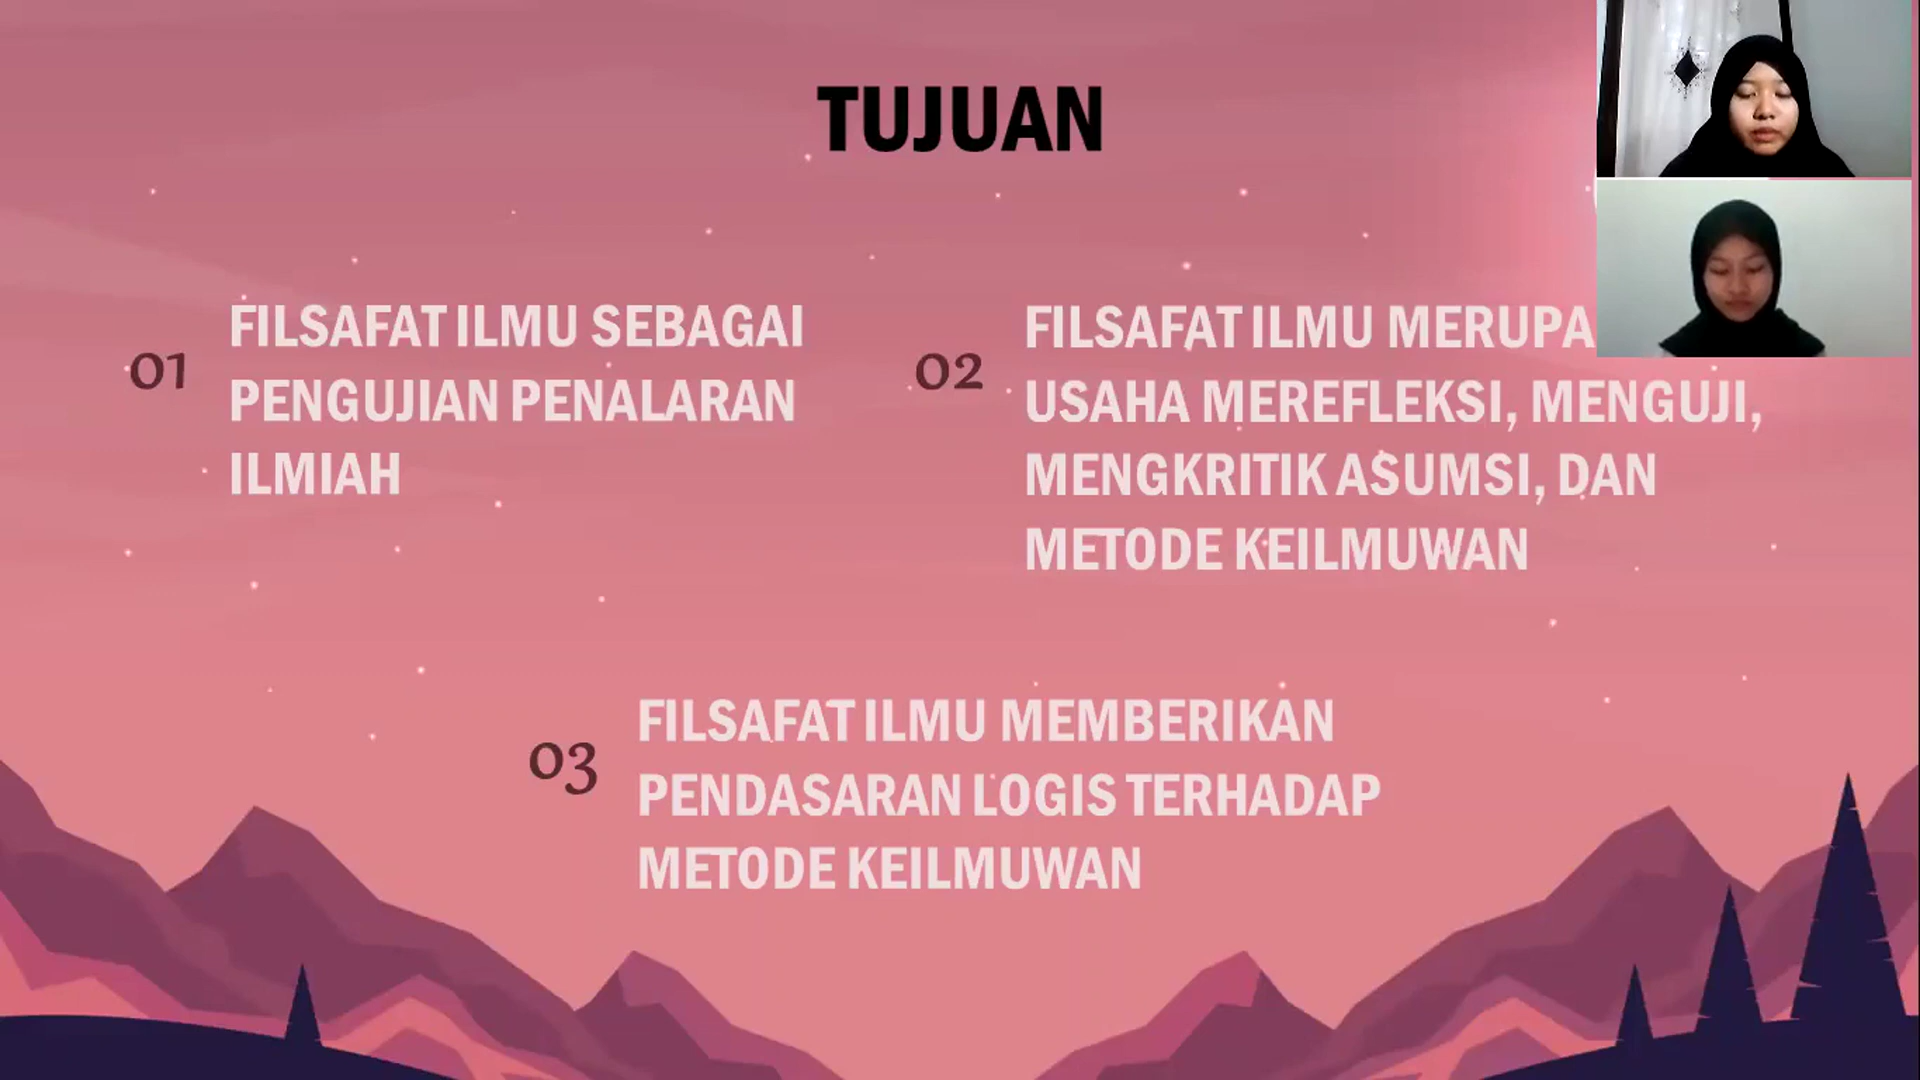 TUJUAN
01
FILSAFAT ILMU SEBAGAI
PENGUJIAN PENALARAN
ILMIAH
02
FILSAFAT ILMU MERUPA
USAHA MEREFLEKSI, MENGUJI,
MENGKRITIK ASUMSI, DAN
METODE KEILMUWAN
03
FILSAFAT ILMU MEMBERIKAN
PENDASARAN LOGIS TERHADAP
METODE KEILMUWAN